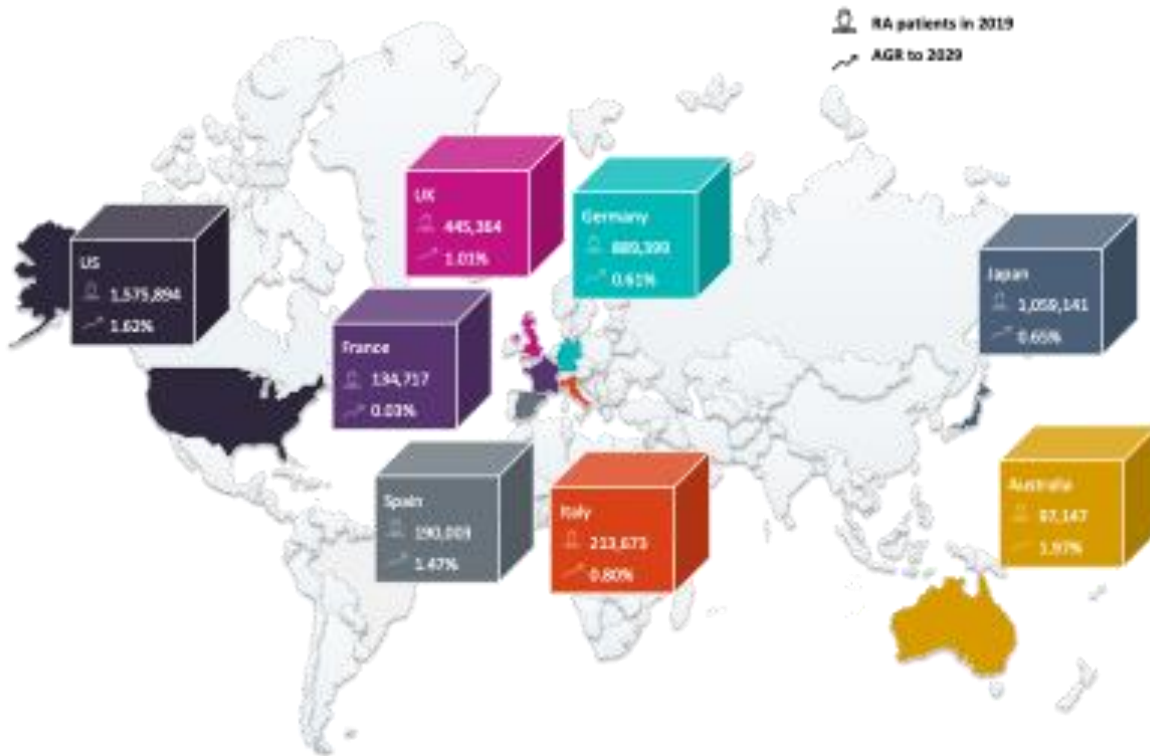 RA patients in 2019
AGR to 2029
UK
445,364
1.01%
Germany
889,399
0.61%
US
1,575,894
1.62%
Japan
1,059,141
0.65%
France
134,717
0.03%
Spain
190,003
1.47%
Italy
213,673
0.80%
Australia
97,147
1.97%